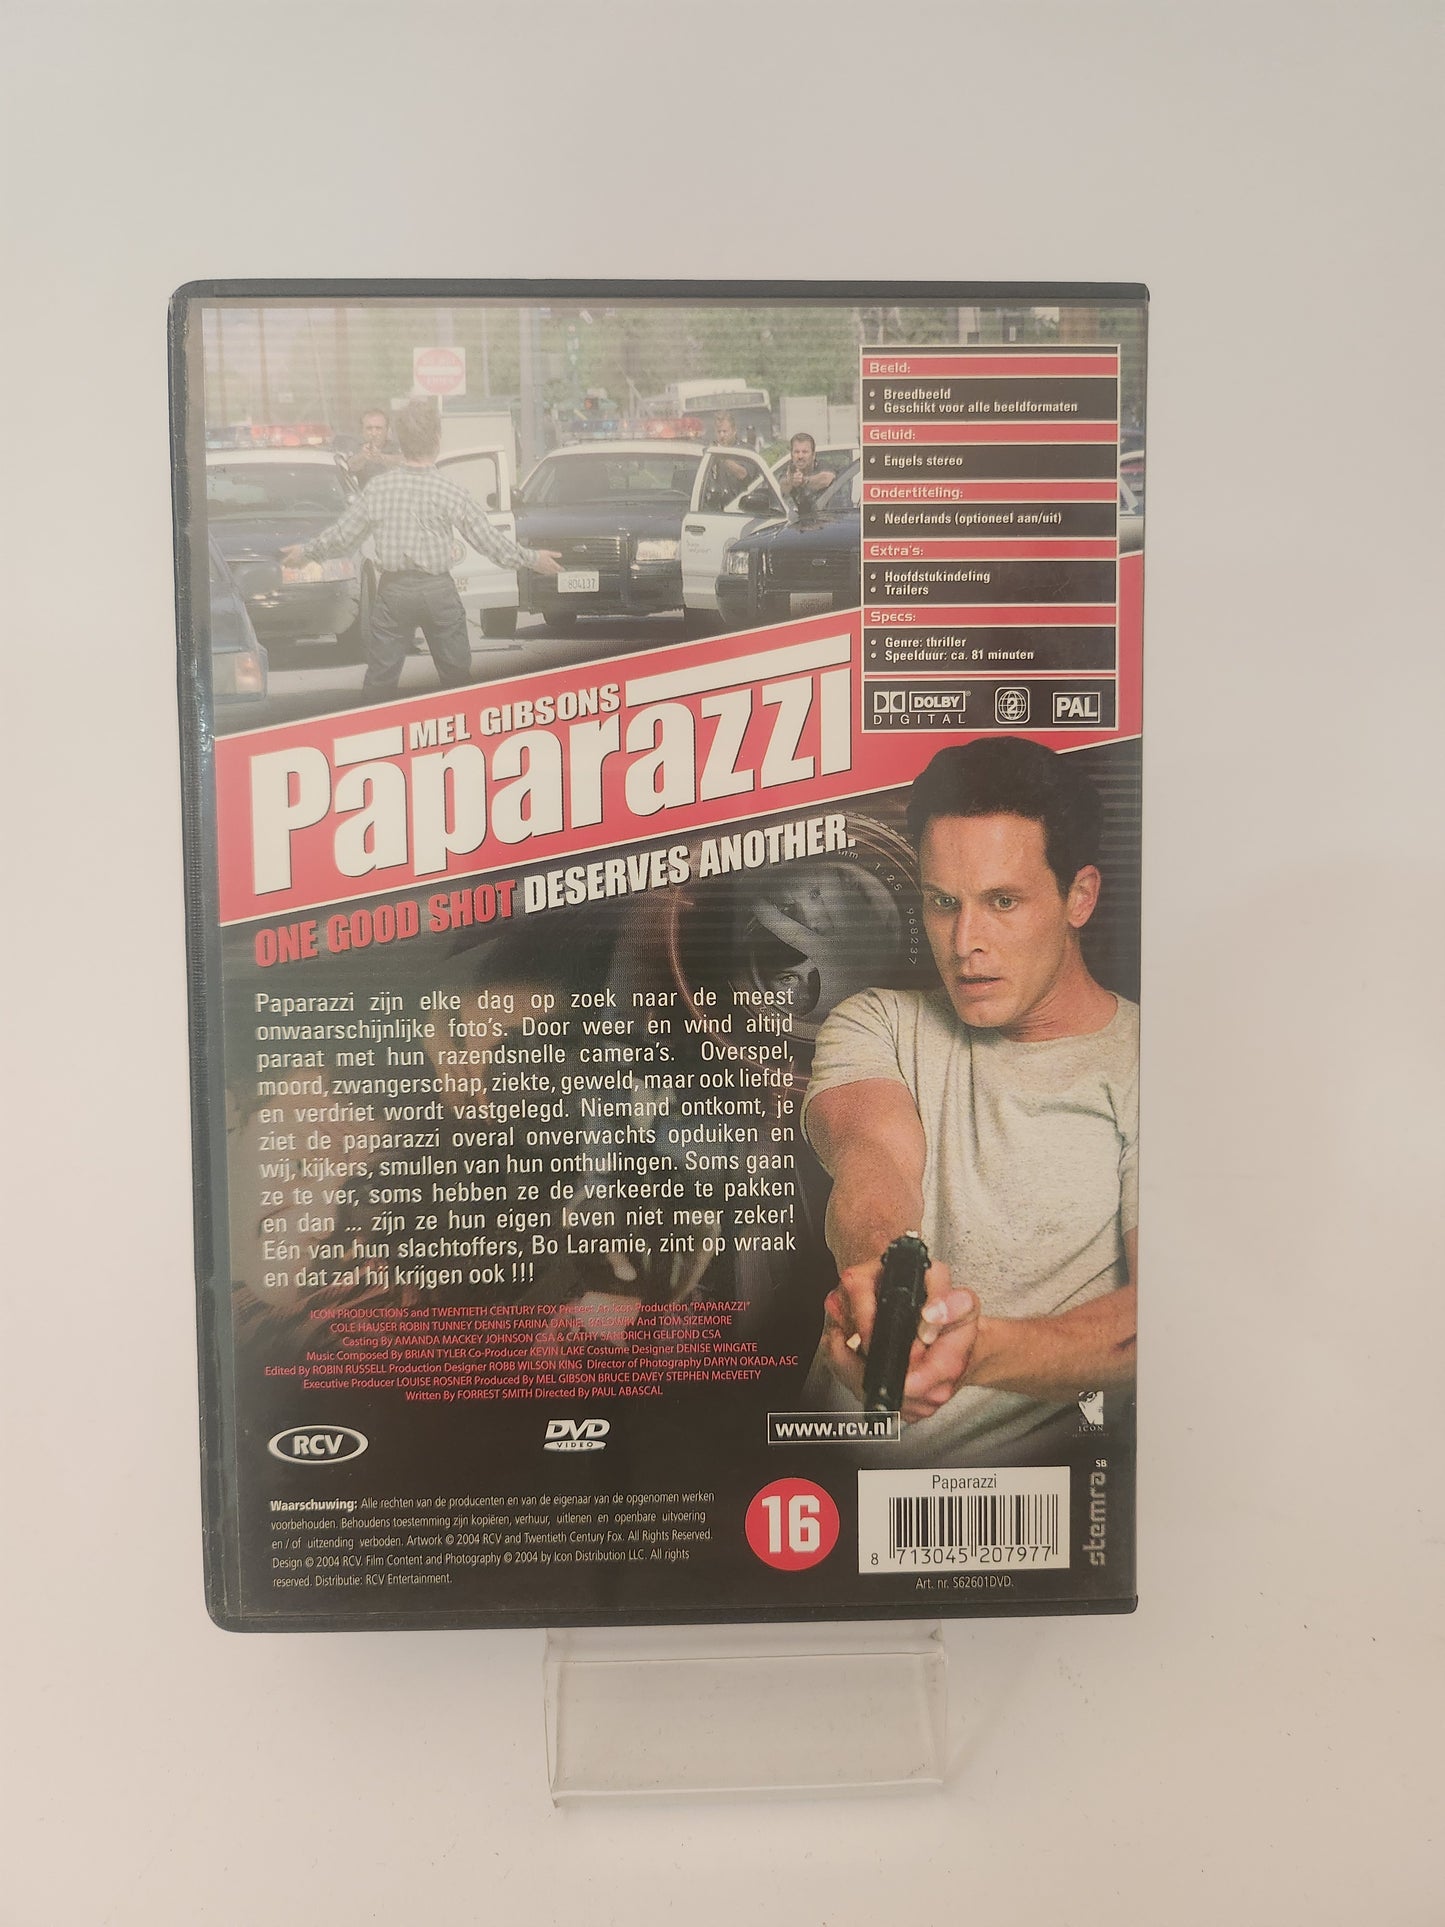 Beeld:
• Breedbeeld
• Geschikt voor alle beeldformaten
Geluid:
• Engels stereo
Ondertiteling:
• Nederlands (optioneel aan/uit)
Extra's:
• Hoofdstukindeling
• Trailers
Specs:
• Genre: thriller
• Speelduur: ca. 81 minuten
DOLBY
DIGITAL
2
PAL
804137
MEL GIBSONS
Paparazzi
ONE GOOD SHOT DESERVES ANOTHER.
968237
Paparazzi zijn elke dag op zoek naar de meest
onwaarschijnlijke foto's. Door weer en wind altijd
paraat met hun razendsnelle camera's. Overspel,
moord, zwangerschap, ziekte, geweld, maar ook liefde
en verdriet wordt vastgelegd. Niemand ontkomt, je
ziet de paparazzi overal onverwachts opduiken en
wij, kijkers, smullen van hun onthullingen. Soms gaan
ze te ver, soms hebben ze de verkeerde te pakken
en dan ... zijn ze hun eigen leven niet meer zeker!
Eén van hun slachtoffers, Bo Laramie, zint op wraak
en dat zal hij krijgen ook !!!
ICON PRODUCTIONS and TWENTIETH CENTURY FOX Present An Icon Production "PAPARAZZI"
COLE HAUSER ROBIN TUNNEY DENNIS FARINA DANIEL BALDWIN And TOM SIZEMORE
Casting By AMANDA MACKEY JOHNSON CSA & CATHY SANDRICH GELFOND CSA
Music Composed By BRIAN TYLER Co-Producer KEVIN LAKE Costume Designer DENISE WINGATE
Edited By ROBIN RUSSELL Production Designer ROBB WILSON KING Director of Photography DARYN OKADA, ASC
Executive Producer LOUISE ROSNER Produced By MEL GIBSON BRUCE DAVEY STEPHEN McEVEETY
Written By FORREST SMITH Directed By PAUL ABASCAL
RCV
DVD
VIDEO
www.rcv.nl
ICON
Waarschuwing: Alle rechten van de producenten en van de eigenaar van de opgenomen werken
voorbehouden. Behoudens toestemming zijn kopiëren, verhuur, uitlenen en openbare uitvoering
en / of uitzending verboden. Artwork © 2004 RCV and Twentieth Century Fox. All Rights Reserved.
Design © 2004 RCV. Film Content and Photography © 2004 by Icon Distribution LLC. All rights
reserved. Distributie: RCV Entertainment.
16
Paparazzi
8 713045 207977
Art. nr. S62601DVD.
SB
stemra